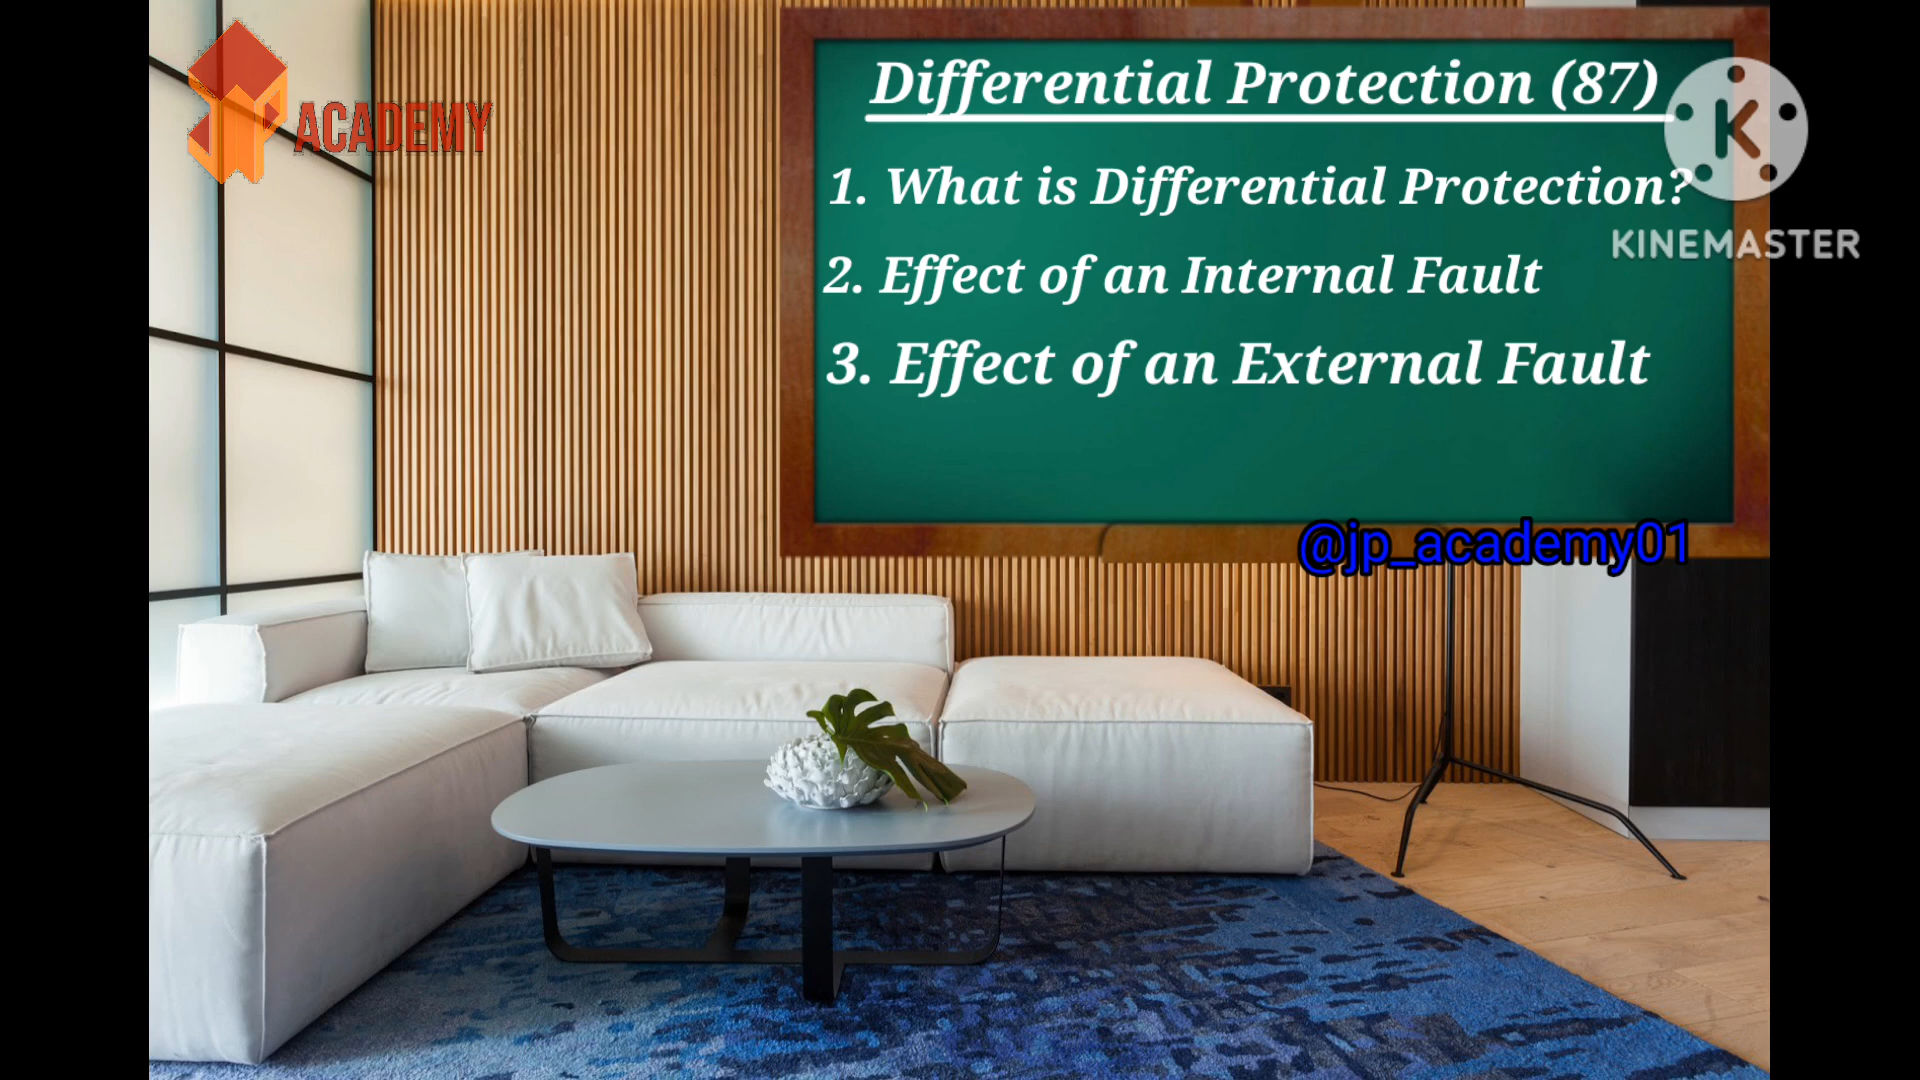 ACADEMY
Differential Protection (87)
1. What is Differential Protection?
2. Effect of an Internal Fault
3. Effect of an External Fault
KINEMASTER
@jp_academy01